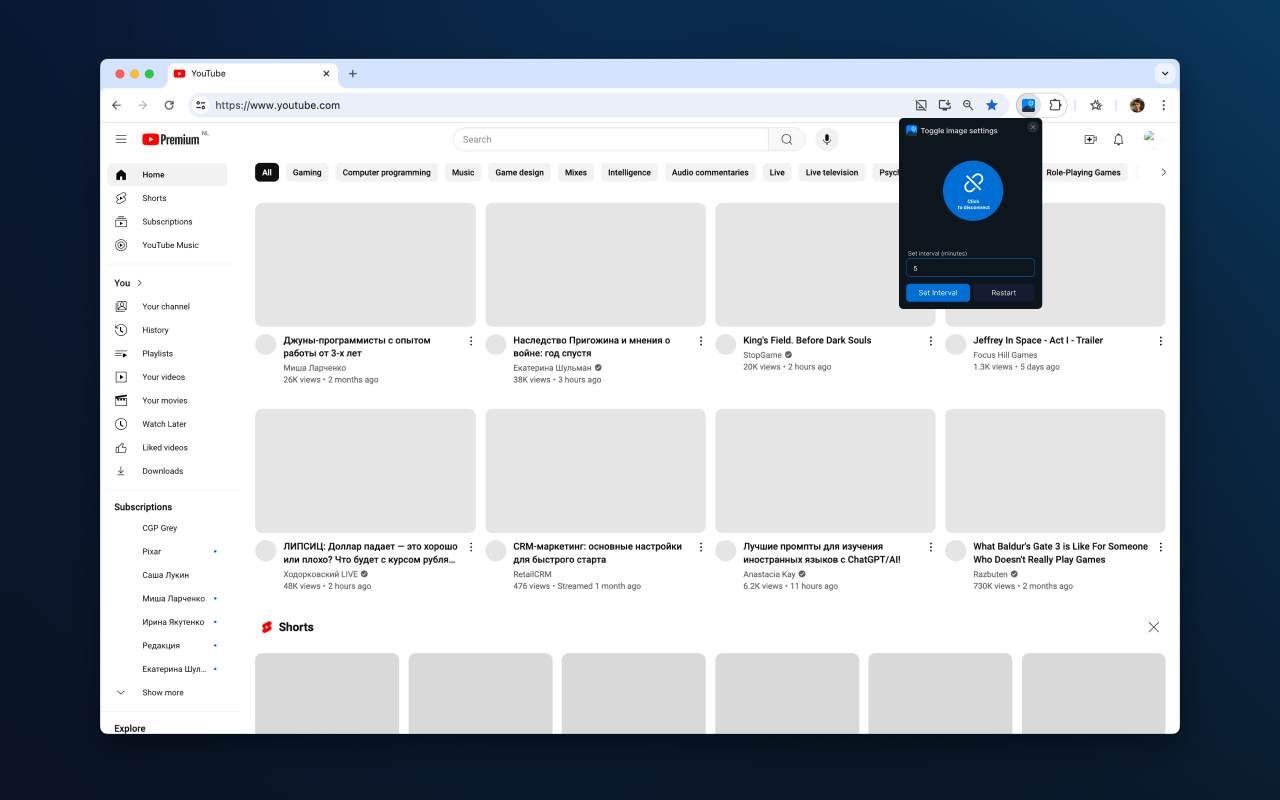 YouTube
https://www.youtube.com
Toggle image settings
Click
to disconnect
Set interval (minutes)
5
Set Interval
Restart
Premium
NL
Search
All
Gaming
Computer programming
Music
Game design
Mixes
Intelligence
Audio commentaries
Live
Live television
Psych
Role-Playing Games
Home
Shorts
Subscriptions
YouTube Music
You
Your channel
History
Playlists
Your videos
Your movies
Watch Later
Liked videos
Downloads
Subscriptions
CGP Grey
Pixar
Саша Лукин
Миша Ларченко
Ирина Якутенко
Редакция
Екатерина Шул...
Show more
Explore
Джуны-программисты с опытом
работы от 3-х лет
Миша Ларченко
26K views • 2 months ago
Наследство Пригожина и мнения о
войне: год спустя
Екатерина Шульман
38K views • 3 hours ago
King's Field. Before Dark Souls
StopGame
20K views • 2 hours ago
Jeffrey In Space - Act I - Trailer
Focus Hill Games
1.3K views • 5 days ago
ЛИПСИЦ: Доллар падает — это хорошо
или плохо? Что будет с курсом рубля...
Ходорковский LIVE
48K views • 2 hours ago
CRM-маркетинг: основные настройки
для быстрого старта
RetailCRM
476 views • Streamed 1 month ago
Лучшие промпты для изучения
иностранных языков с ChatGPT/AI!
Anastacia Kay
6.2K views • 11 hours ago
What Baldur's Gate 3 is Like For Someone
Who Doesn't Really Play Games
Razbuten
730K views • 2 months ago
Shorts